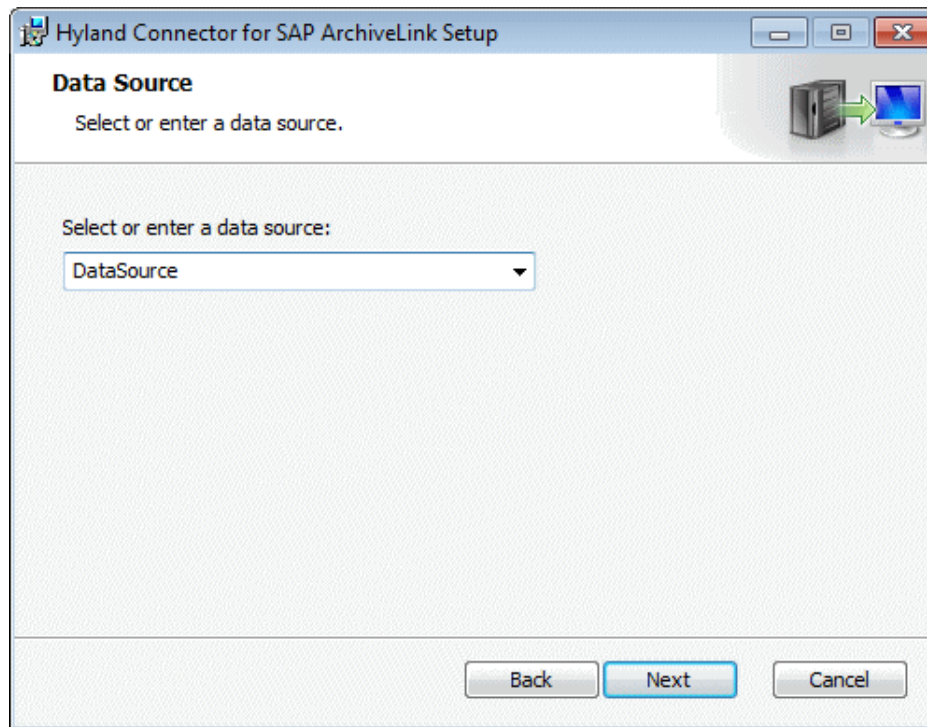 Hyland Connector for SAP ArchiveLink Setup
Data Source
Select or enter a data source.
Select or enter a data source:
DataSource
Back Next Cancel